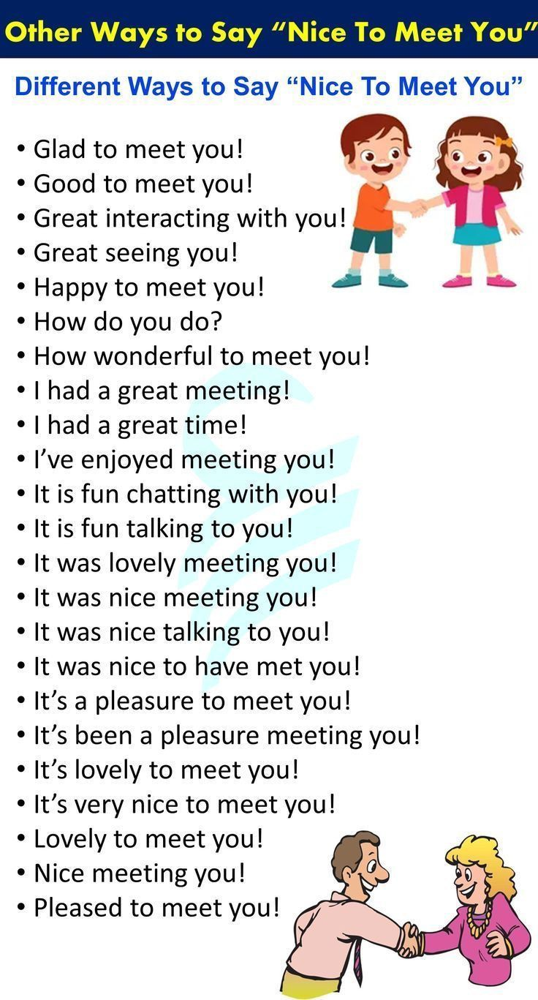 Other Ways to Say “Nice To Meet You”
Different Ways to Say “Nice To Meet You”
• Glad to meet you!
• Good to meet you!
• Great interacting with you!
• Great seeing you!
• Happy to meet you!
• How do you do?
• How wonderful to meet you!
• I had a great meeting!
• I had a great time!
• I’ve enjoyed meeting you!
• It is fun chatting with you!
• It is fun talking to you!
• It was lovely meeting you!
• It was nice meeting you!
• It was nice talking to you!
• It was nice to have met you!
• It’s a pleasure to meet you!
• It’s been a pleasure meeting you!
• It’s lovely to meet you!
• It’s very nice to meet you!
• Lovely to meet you!
• Nice meeting you!
• Pleased to meet you!